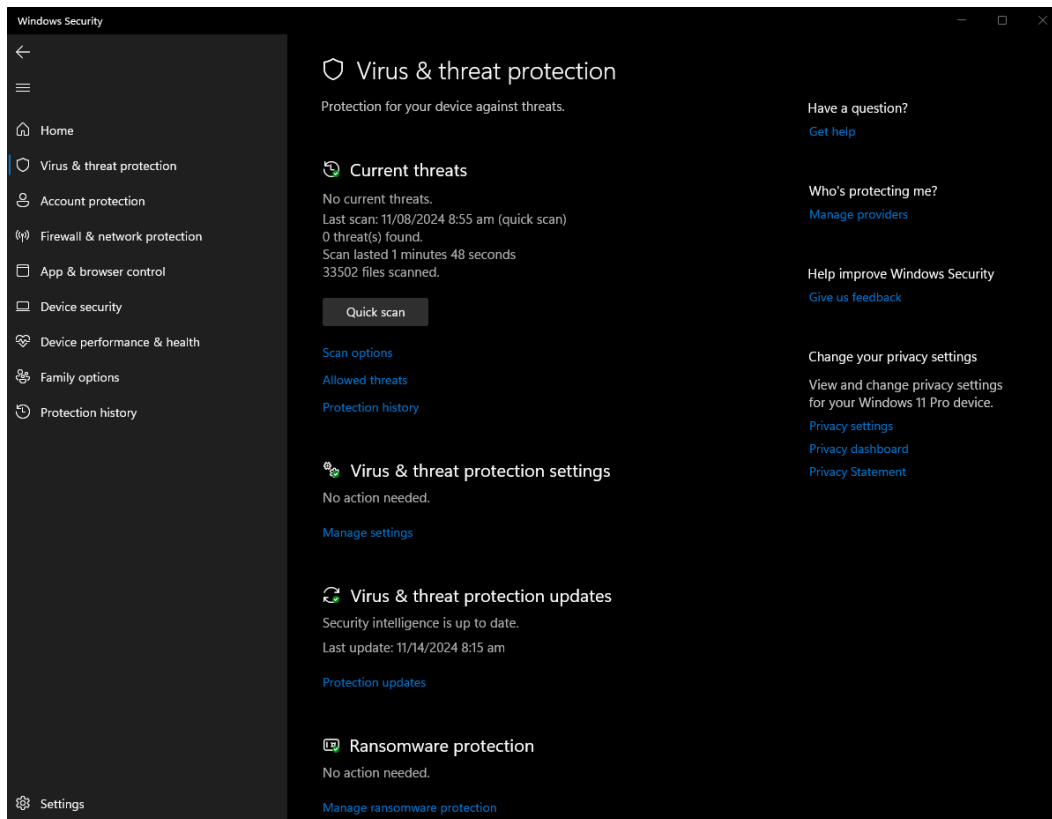 Windows Security
Home
Virus & threat protection
Account protection
Firewall & network protection
App & browser control
Device security
Device performance & health
Family options
Protection history
Settings
Virus & threat protection
Protection for your device against threats.
Current threats
No current threats.
Last scan: 11/08/2024 8:55 am (quick scan)
0 threat(s) found.
Scan lasted 1 minutes 48 seconds
33502 files scanned.
Quick scan
Scan options
Allowed threats
Protection history
Virus & threat protection settings
No action needed.
Manage settings
Virus & threat protection updates
Security intelligence is up to date.
Last update: 11/14/2024 8:15 am
Protection updates
Ransomware protection
No action needed.
Manage ransomware protection
Have a question?
Get help
Who's protecting me?
Manage providers
Help improve Windows Security
Give us feedback
Change your privacy settings
View and change privacy settings
for your Windows 11 Pro device.
Privacy settings
Privacy dashboard
Privacy Statement